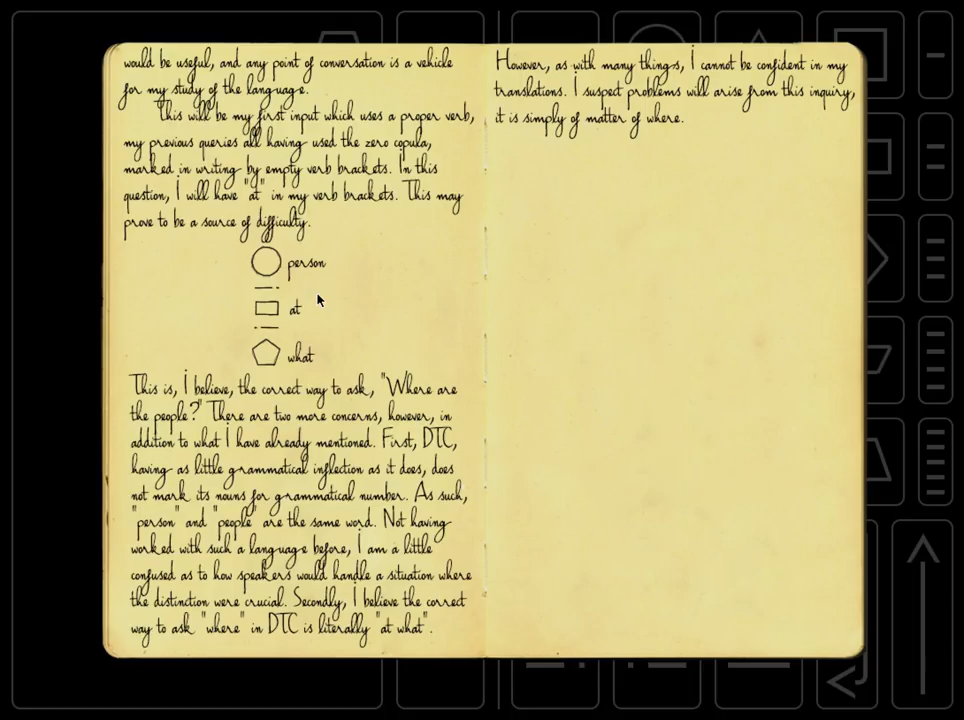 would be useful, and any point of conversation is a vehicle
for my study of the language.
This will be my first input which uses a proper verb,
my previous queries all having used the zero copula,
marked in writing by empty verb brackets. In this
question, I will have "at" in my verb brackets. This may
prove to be a source of difficulty.
person
at
what
This is, I believe, the correct way to ask, "Where are
the people?" There are two more concerns, however, in
addition to what I have already mentioned. First, DTC,
having as little grammatical inflection as it does, does
not mark its nouns for grammatical number. As such,
"person" and "people" are the same word. Not having
worked with such a language before, I am a little
confused as to how speakers would handle a situation where
the distinction were crucial. Secondly, I believe the correct
way to ask "where" in DTC is literally "at what".
However, as with many things, I cannot be confident in my
translations. I suspect problems will arise from this inquiry,
it is simply of matter of where.